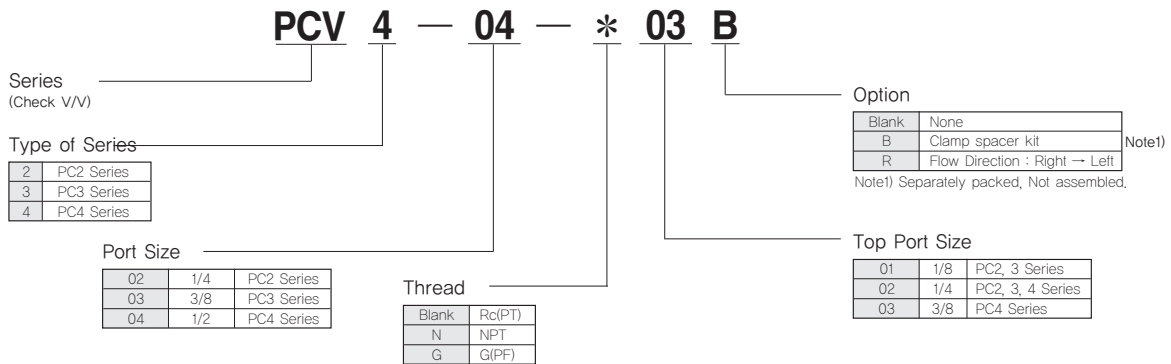 PCV 4 — 04 — * 03 B
Series
(Check V/V)
Type of Series
2 PC2 Series
3 PC3 Series
4 PC4 Series
Port Size
02 1/4 PC2 Series
03 3/8 PC3 Series
04 1/2 PC4 Series
Thread
Blank Rc(PT)
N NPT
G G(PF)
Option
Blank None
B Clamp spacer kit Note1)
R Flow Direction : Right → Left
Note1) Separately packed, Not assembled.
Top Port Size
01 1/8 PC2, 3 Series
02 1/4 PC2, 3, 4 Series
03 3/8 PC4 Series